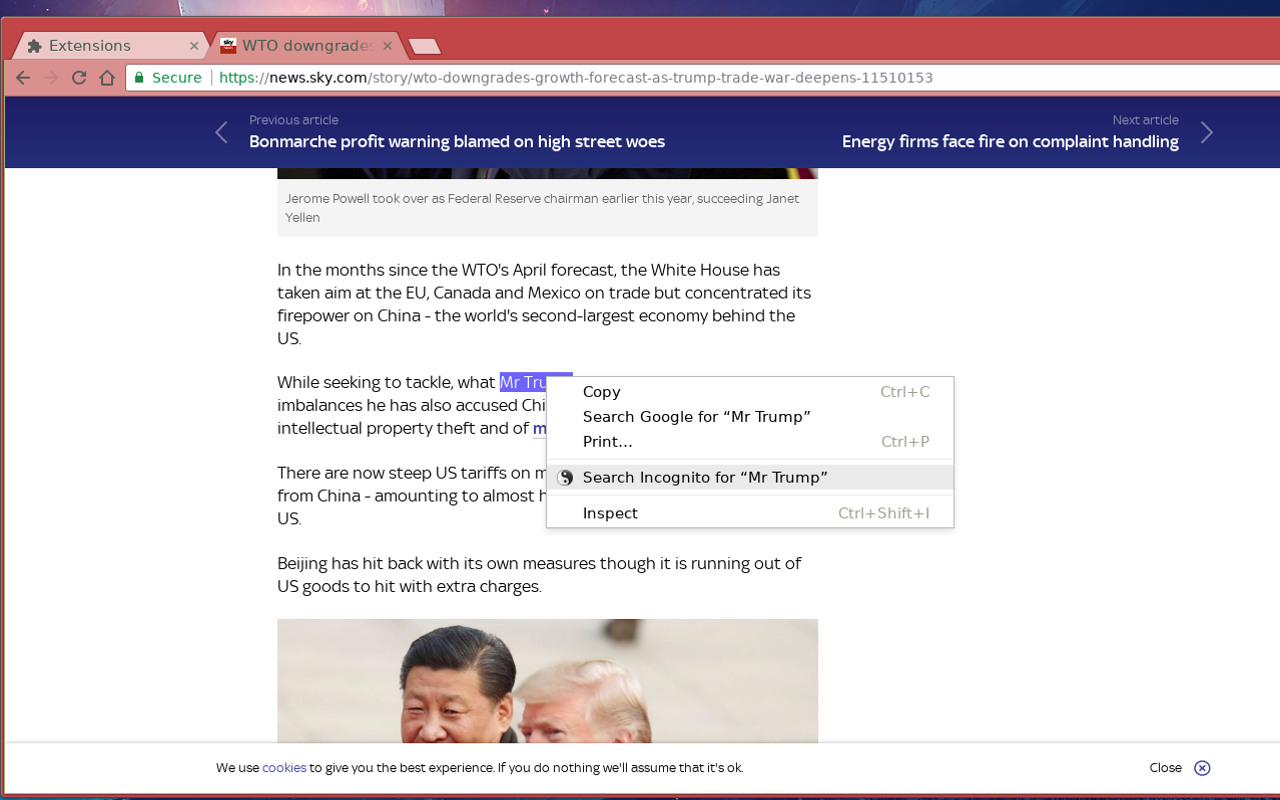 Extensions
WTO downgrades
Secure
https://news.sky.com/story/wto-downgrades-growth-forecast-as-trump-trade-war-deepens-11510153
Previous article
Bonmarche profit warning blamed on high street woes
Next article
Energy firms face fire on complaint handling
Jerome Powell took over as Federal Reserve chairman earlier this year, succeeding Janet
Yellen
In the months since the WTO's April forecast, the White House has
taken aim at the EU, Canada and Mexico on trade but concentrated its
firepower on China - the world's second-largest economy behind the
US.
While seeking to tackle, what Mr Tru
imbalances he has also accused Chi
intellectual property theft and of m
Copy Ctrl+C
Search Google for “Mr Trump”
Print... Ctrl+P
Search Incognito for “Mr Trump”
Inspect Ctrl+Shift+I
There are now steep US tariffs on m
from China - amounting to almost h
US.
Beijing has hit back with its own measures though it is running out of
US goods to hit with extra charges.
We use cookies to give you the best experience. If you do nothing we'll assume that it's ok.
Close